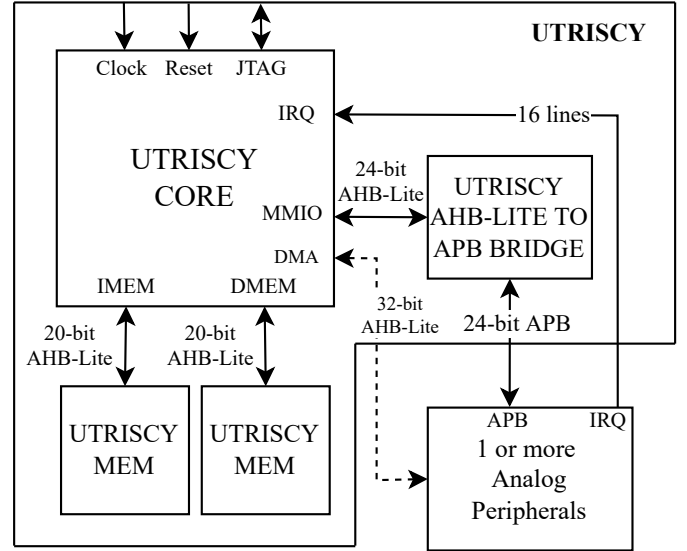 UTRISCY
Clock Reset JTAG
IRQ
16 lines
UTRISCY
CORE
24-bit
AHB-Lite
UTRISCY
AHB-LITE TO
APB BRIDGE
MMIO
DMA
IMEM DMEM
20-bit
AHB-Lite
20-bit
AHB-Lite
32-bit
AHB-Lite
24-bit APB
UTRISCY
MEM
UTRISCY
MEM
APB IRQ
1 or more
Analog
Peripherals